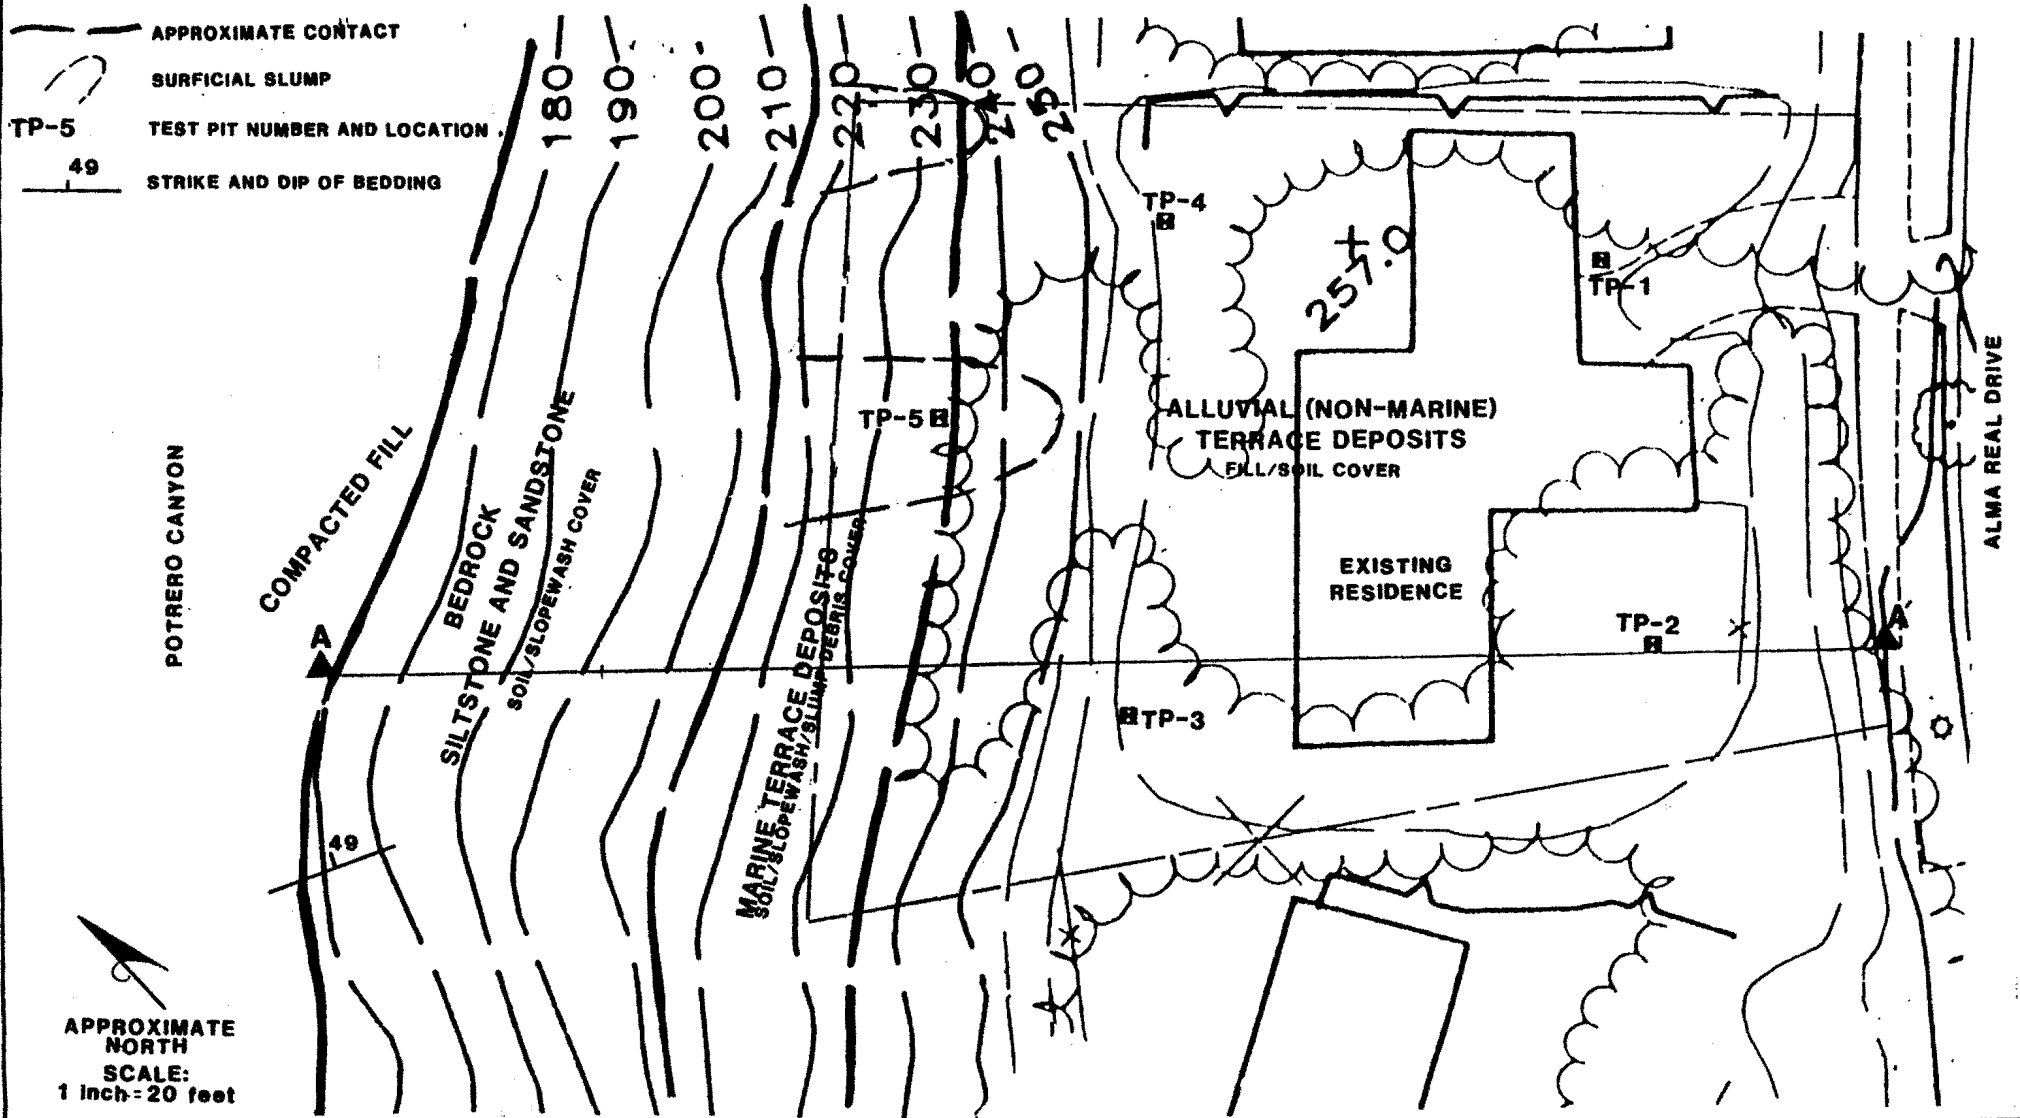 APPROXIMATE CONTACT
SURFICIAL SLUMP
TP-5 TEST PIT NUMBER AND LOCATION
49 STRIKE AND DIP OF BEDDING
180
190
200
210
220
230
240
250
TP-4
257.0
TP-1
TP-5
ALLUVIAL (NON-MARINE)
TERRACE DEPOSITS
FILL/SOIL COVER
ALMA REAL DRIVE
POTRERO CANYON
COMPACTED FILL
BEDROCK
SILTSTONE AND SANDSTONE
SOIL/SLOPEWASH COVER
MARINE TERRACE DEPOSITS
SOIL/SLOPEWASH/SLUMP DEBRIS COVER
EXISTING
RESIDENCE
TP-2
A
A'
TP-3
49
APPROXIMATE
NORTH
SCALE:
1 inch=20 feet